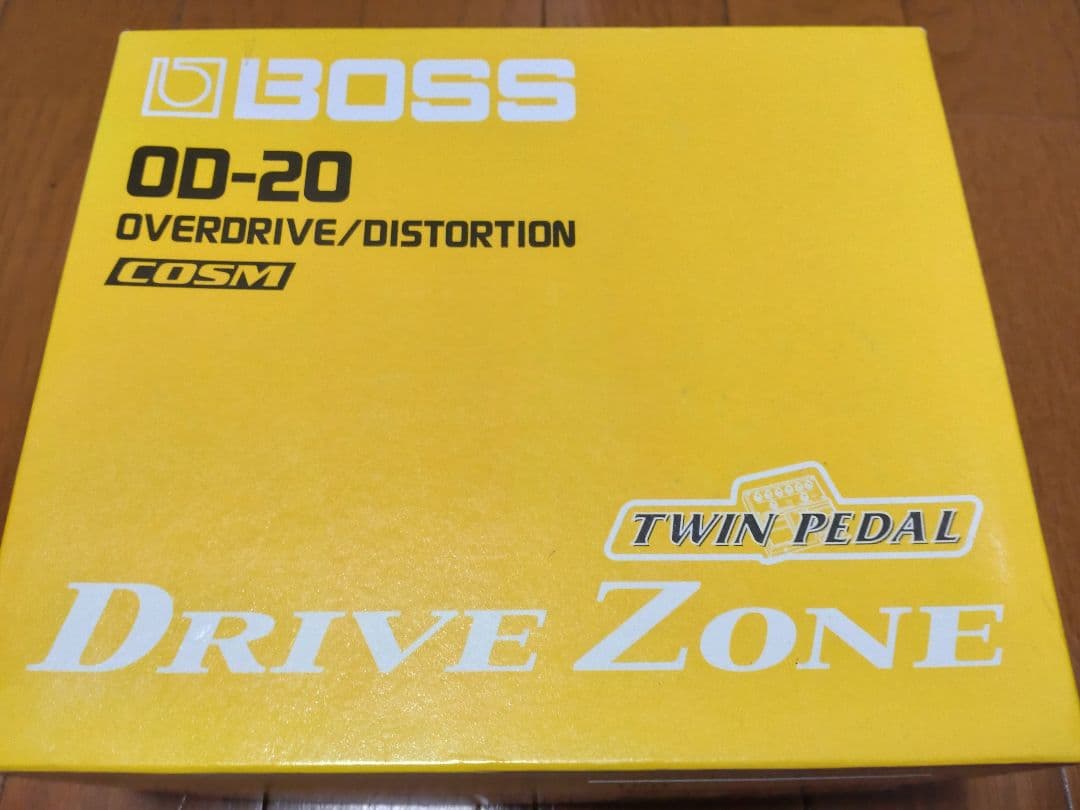 BOSS
OD-20
OVERDRIVE/DISTORTION
COSM
TWIN PEDAL
DRIVE ZONE